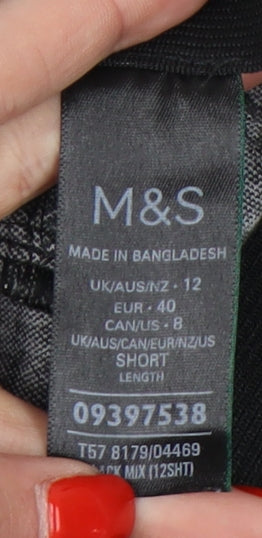 M&S
MADE IN BANGLADESH
UK/AUS/NZ · 12
EUR · 40
CAN/US · 8
UK/AUS/CAN/EUR/NZ/US
SHORT
LENGTH
09397538
T57 8179/04469
MIX (12SHT)